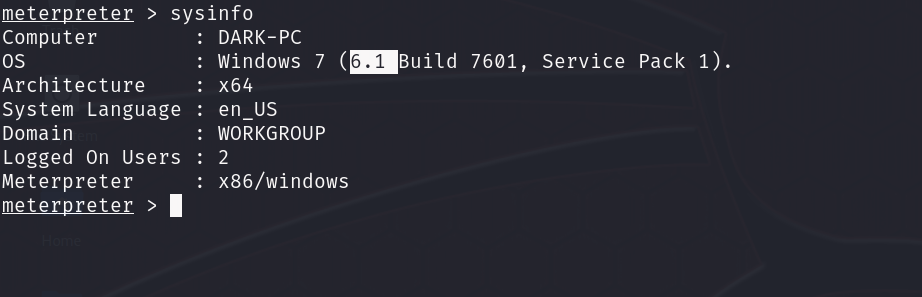 meterpreter > sysinfo
Computer : DARK-PC
OS : Windows 7 (6.1 Build 7601, Service Pack 1).
Architecture : x64
System Language : en_US
Domain : WORKGROUP
Logged On Users : 2
Meterpreter : x86/windows
meterpreter >
Home